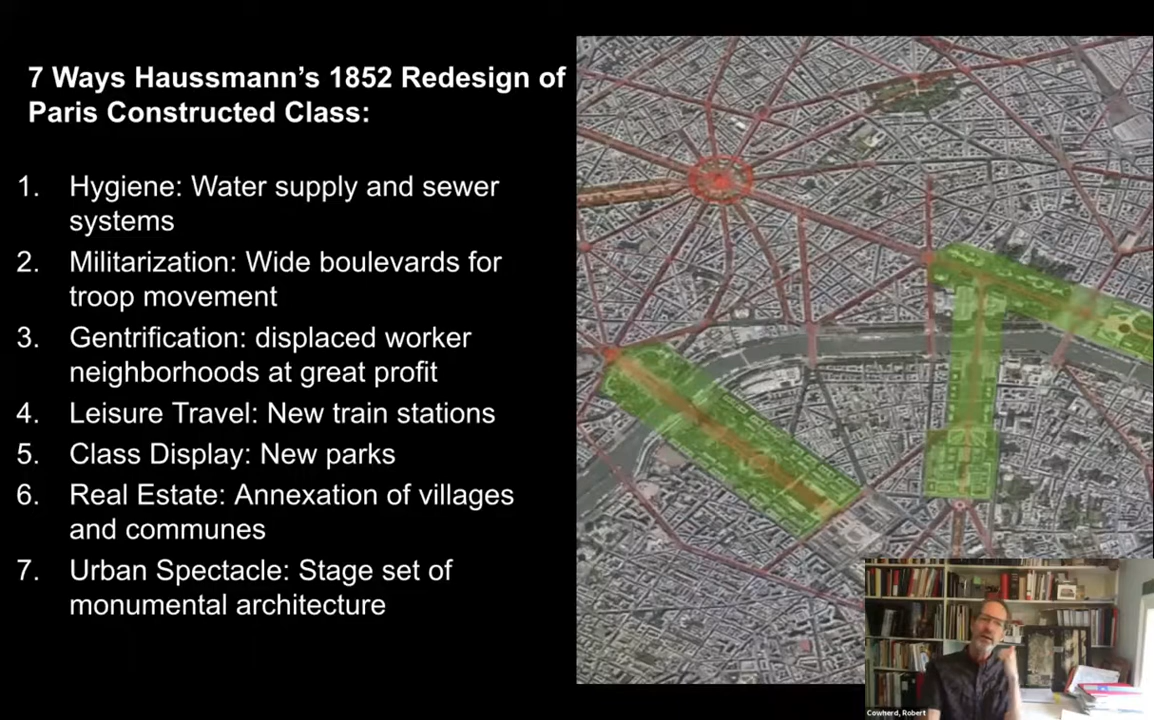 7 Ways Haussmann's 1852 Redesign of
Paris Constructed Class:
1. Hygiene: Water supply and sewer
systems
2. Militarization: Wide boulevards for
troop movement
3. Gentrification: displaced worker
neighborhoods at great profit
4. Leisure Travel: New train stations
5. Class Display: New parks
6. Real Estate: Annexation of villages
and communes
7. Urban Spectacle: Stage set of
monumental architecture
Cowherd, Robert